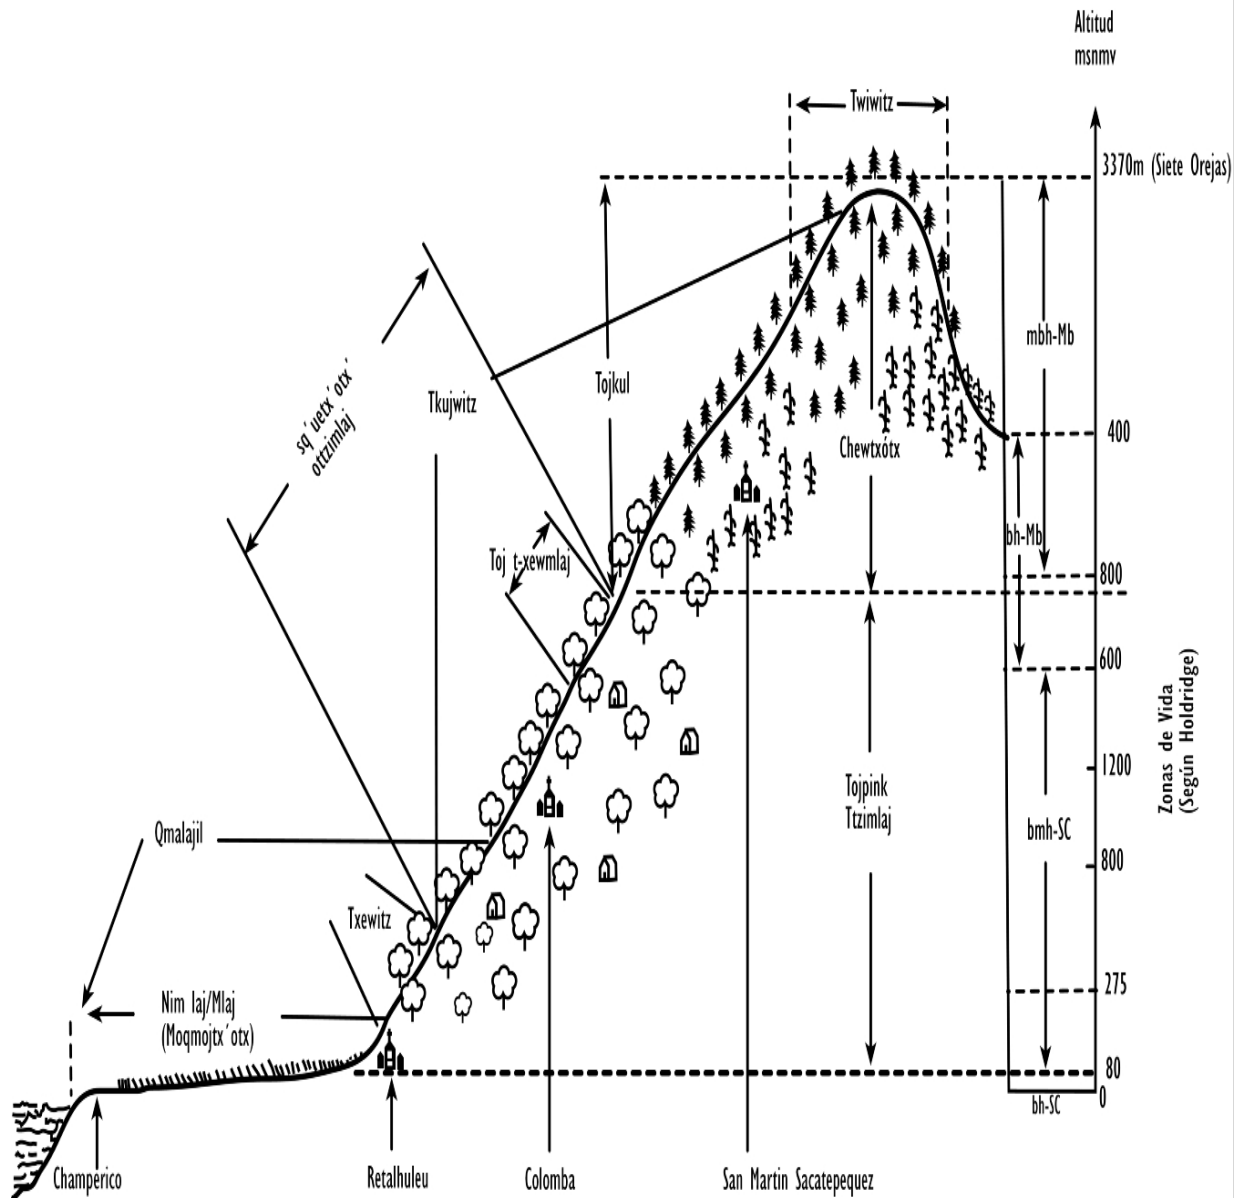 Altitud
msnmv
Twiwitz
3370m (Siete Orejas)
mbh-Mb
sq´uetx´otx´
ottzimlaj
Tkujwitz
Tojkul
400
Chewtxótx
bh-Mb
Toj t-xewmlaj
800
600
Zonas de Vida
(Según Holdridge)
1200
Tojpink
Ttzimlaj
bmh-SC
Qmalajil
800
Txewitz
275
Nim laj/Mlaj
(Moqmojtx´otx)
80
0
bh-SC
Champerico
Retalhuleu
Colomba
San Martin Sacatepequez